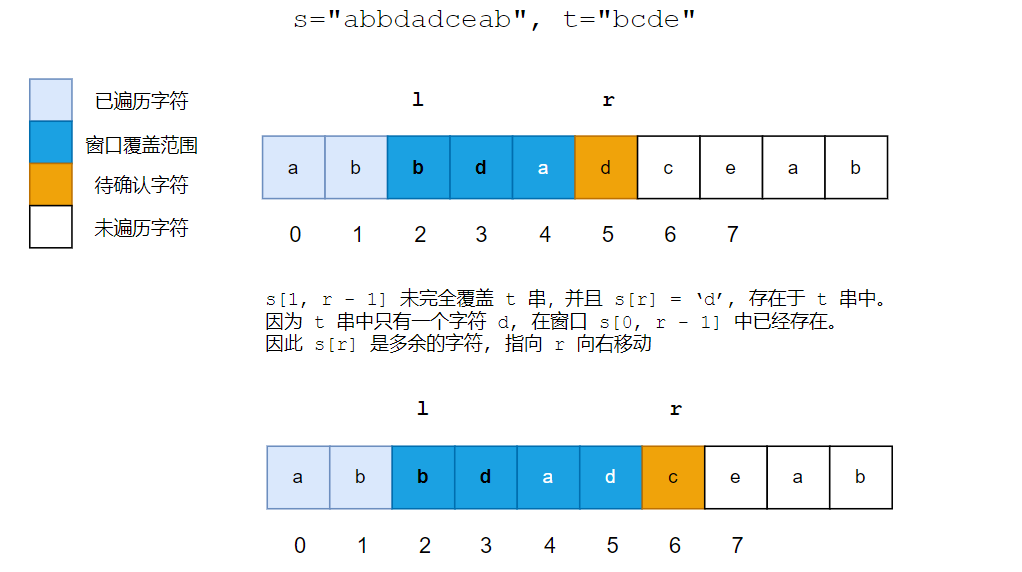 s="abbdadceab", t="bcde"
已遍历字符
窗口覆盖范围
待确认字符
未遍历字符
l r
a b b d a d c e a b
0 1 2 3 4 5 6 7
s[1, r - 1] 未完全覆盖 t 串, 并且 s[r] = ‘d’, 存在于 t 串中。
因为 t 串中只有一个字符 d, 在窗口 s[0, r - 1] 中已经存在。
因此 s[r] 是多余的字符, 指向 r 向右移动
l r
a b b d a d c e a b
0 1 2 3 4 5 6 7